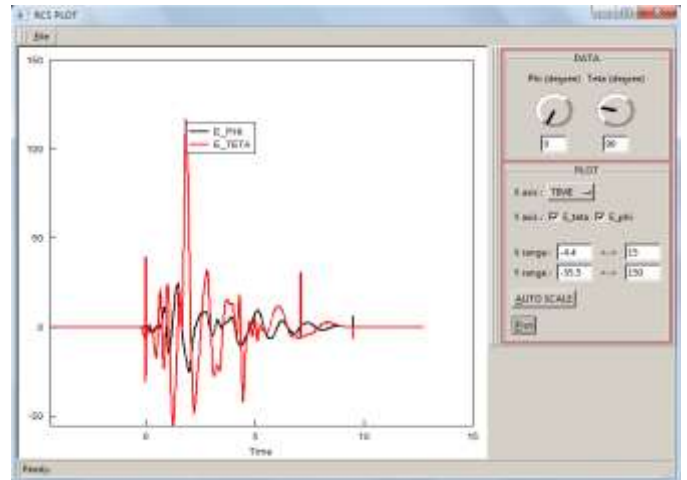 RCS PLOT
File
150
100
50
0
-50
E_PHI
E_TETA
0 5 10 15
Time
DATA
Phi (degree) Teta (degree)
0 90
PLOT
X axis : TIME
Y axis : E_teta E_phi
X range : -4.4 <--> 15
Y range : -55.5 <--> 150
AUTO SCALE
Ready